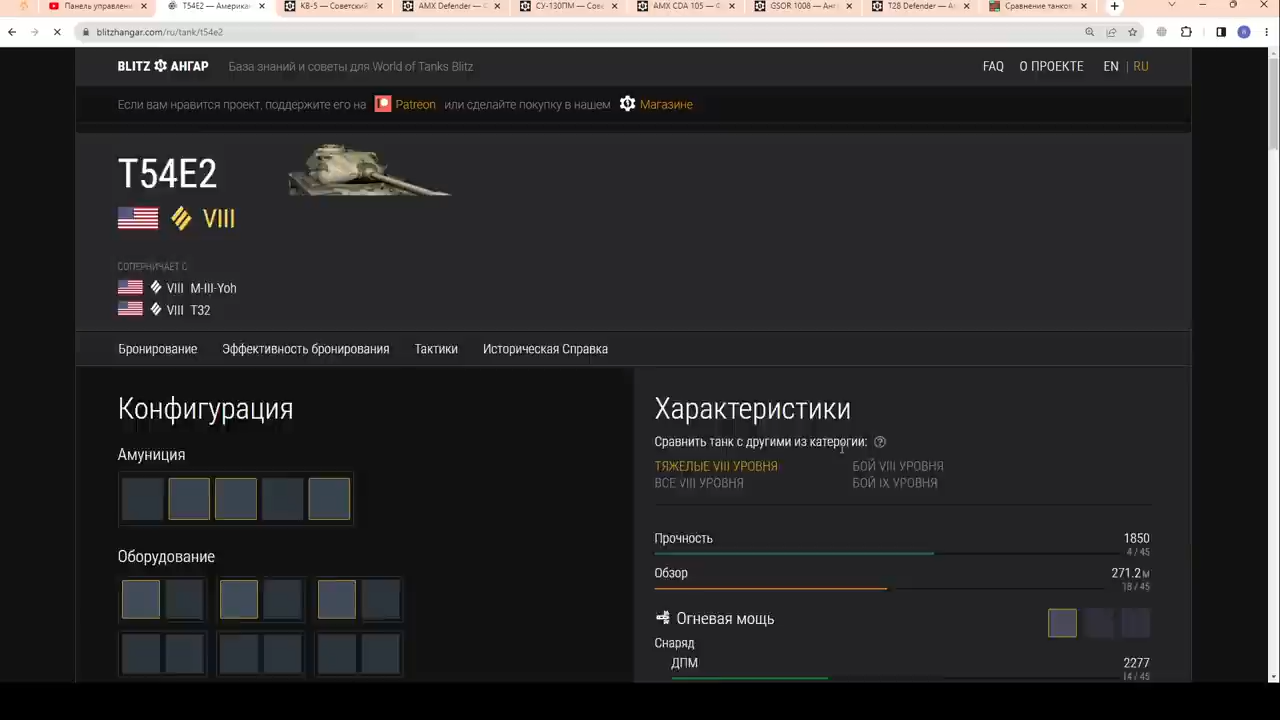 Панель управлени
T54E2 — Америка
КВ-5 — Советский
AMX Defender —
СУ-130ПМ — Сов
AMX CDA 105 —
GSOR 1008 — Анг
T28 Defender — А
Сравнение танков
blitzhangar.com/ru/tank/t54e2
BLITZ АНГАР База знаний и советы для World of Tanks Blitz FAQ О ПРОЕКТЕ EN | RU
Если вам нравится проект, поддержите его на Patreon или сделайте покупку в нашем Магазине
T54E2
VIII
СОПЕРНИЧАЕТ С
VIII M-III-Yoh
VIII T32
Бронирование Эффективность бронирования Тактики Историческая Справка
Конфигурация
Амуниция
Оборудование
Характеристики
Сравнить танк с другими из категории:
ТЯЖЕЛЫЕ VIII УРОВНЯ БОЙ VIII УРОВНЯ
ВСЕ VIII УРОВНЯ БОЙ IX УРОВНЯ
Прочность 1850
4 / 45
Обзор 271.2 м
18 / 45
Огневая мощь
Снаряд
ДПМ 2277
14 / 45